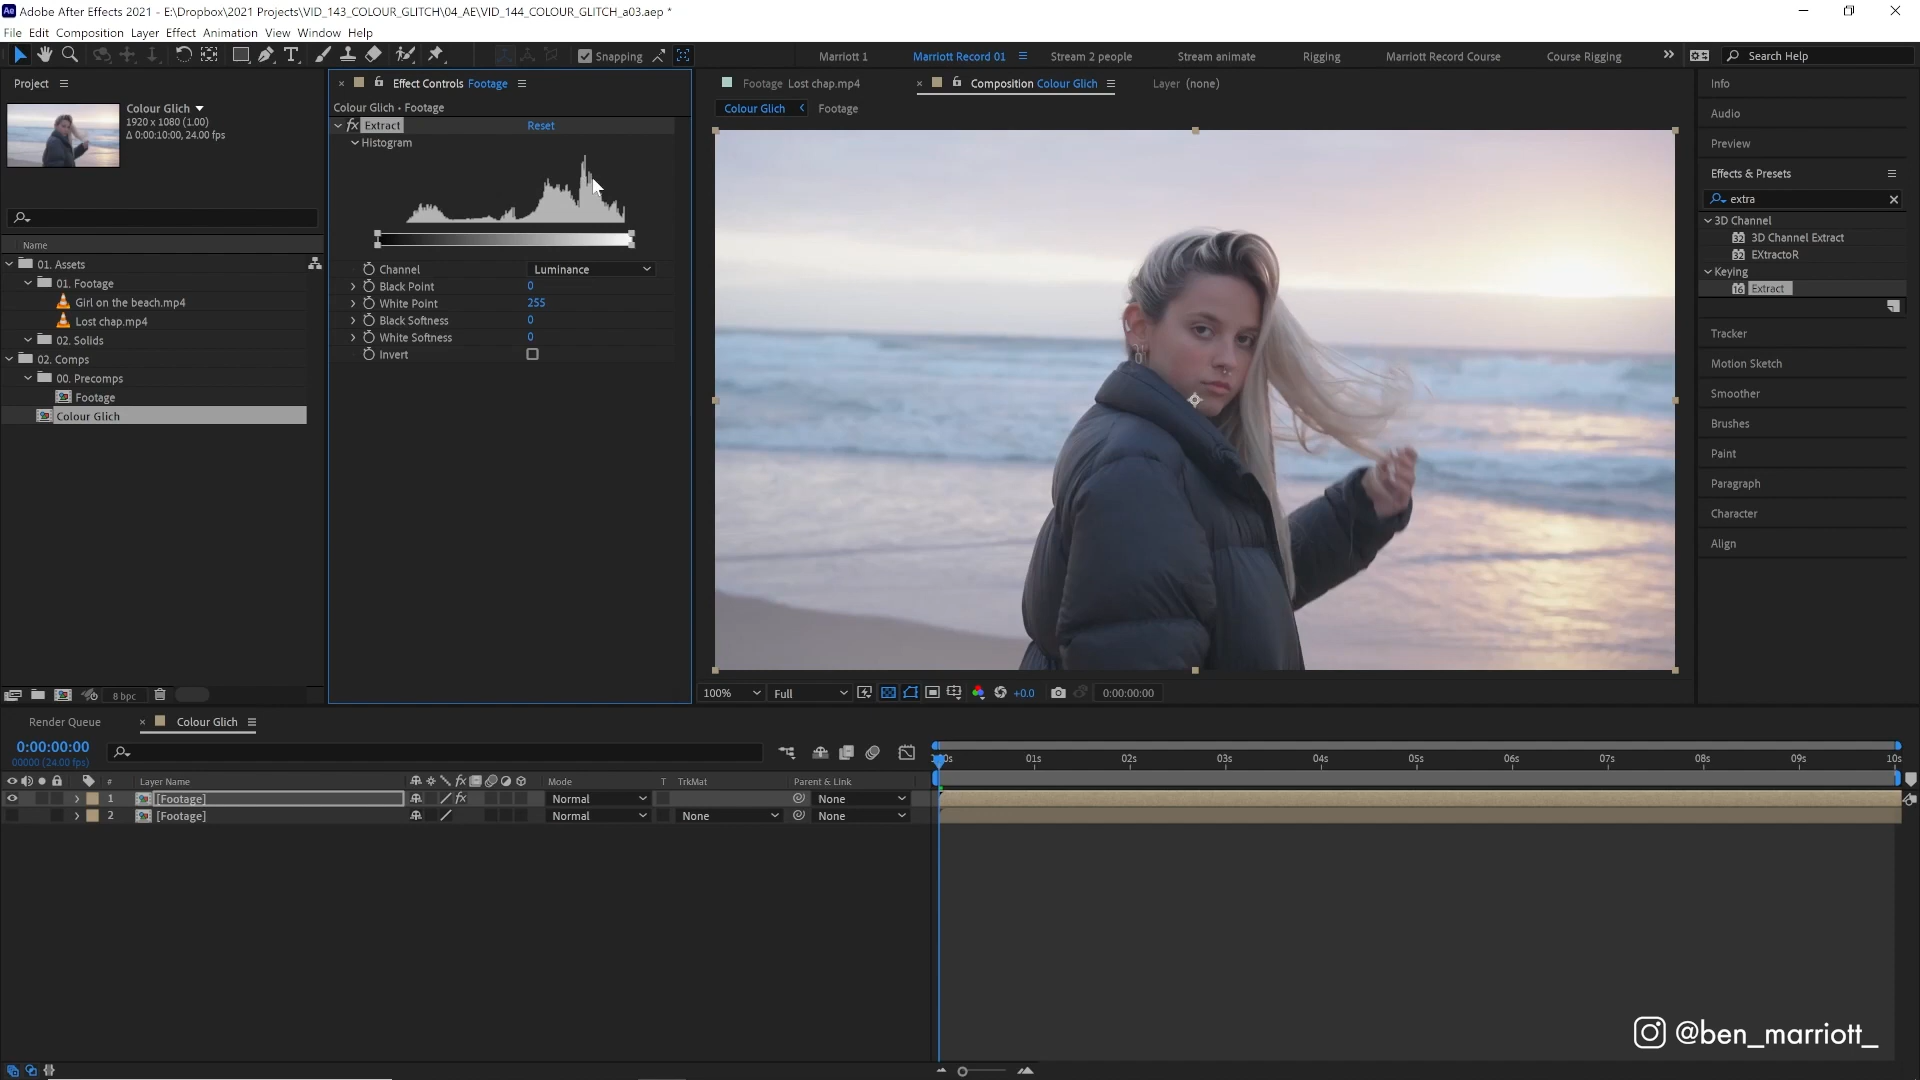 Ae Adobe After Effects 2021 - E:\Dropbox\2021 Projects\VID_143_COLOUR_GLITCH\04_AE\VID_144_COLOUR_GLITCH_a03.aep *
File Edit Composition Layer Effect Animation View Window Help
Snapping Marriott 1 Marriott Record 01 Stream 2 people Stream animate Rigging Marriott Record Course Course Rigging » Search Help
Project
Colour Glich
1920 x 1080 (1.00)
Δ 0:00:10:00, 24.00 fps
Name
01. Assets
01. Footage
Girl on the beach.mp4
Lost chap.mp4
02. Solids
02. Comps
00. Precomps
Footage
Colour Glich
8 bpc
Effect Controls Footage
Colour Glich • Footage
fx Extract Reset
Histogram
Channel Luminance
Black Point 0
White Point 255
Black Softness 0
White Softness 0
Invert
Footage Lost chap.mp4 Composition Colour Glich Layer (none)
Colour Glich Footage
100% Full +0.0 0:00:00:00
Info
Audio
Preview
Effects & Presets
extra
3D Channel
32 3D Channel Extract
32 EXtractoR
Keying
16 Extract
Tracker
Motion Sketch
Smoother
Brushes
Paint
Paragraph
Character
Align
Render Queue Colour Glich
0:00:00:00
00000 (24.00 fps)
01s 02s 03s 04s 05s 06s 07s 08s 09s 10s
# Layer Name fx Mode T TrkMat Parent & Link
1 [Footage] fx Normal None
2 [Footage] Normal None None
@ben_marriott_